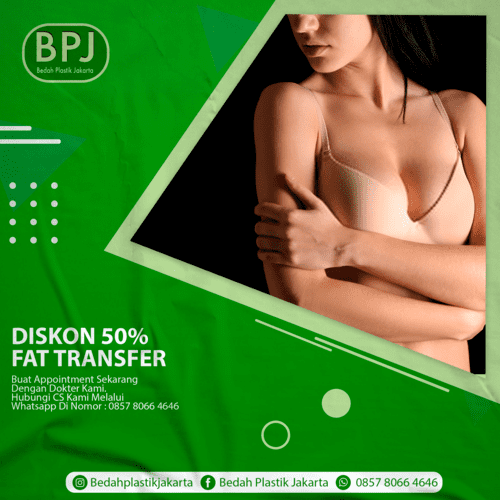 BPJ
Bedah Plastik Jakarta
DISKON 50%
FAT TRANSFER
Buat Appointment Sekarang
Dengan Dokter Kami.
Hubungi CS Kami Melalui
Whatsapp Di Nomor : 0857 8066 4646
Bedahplastikjakarta Bedah Plastik Jakarta 0857 8066 4646